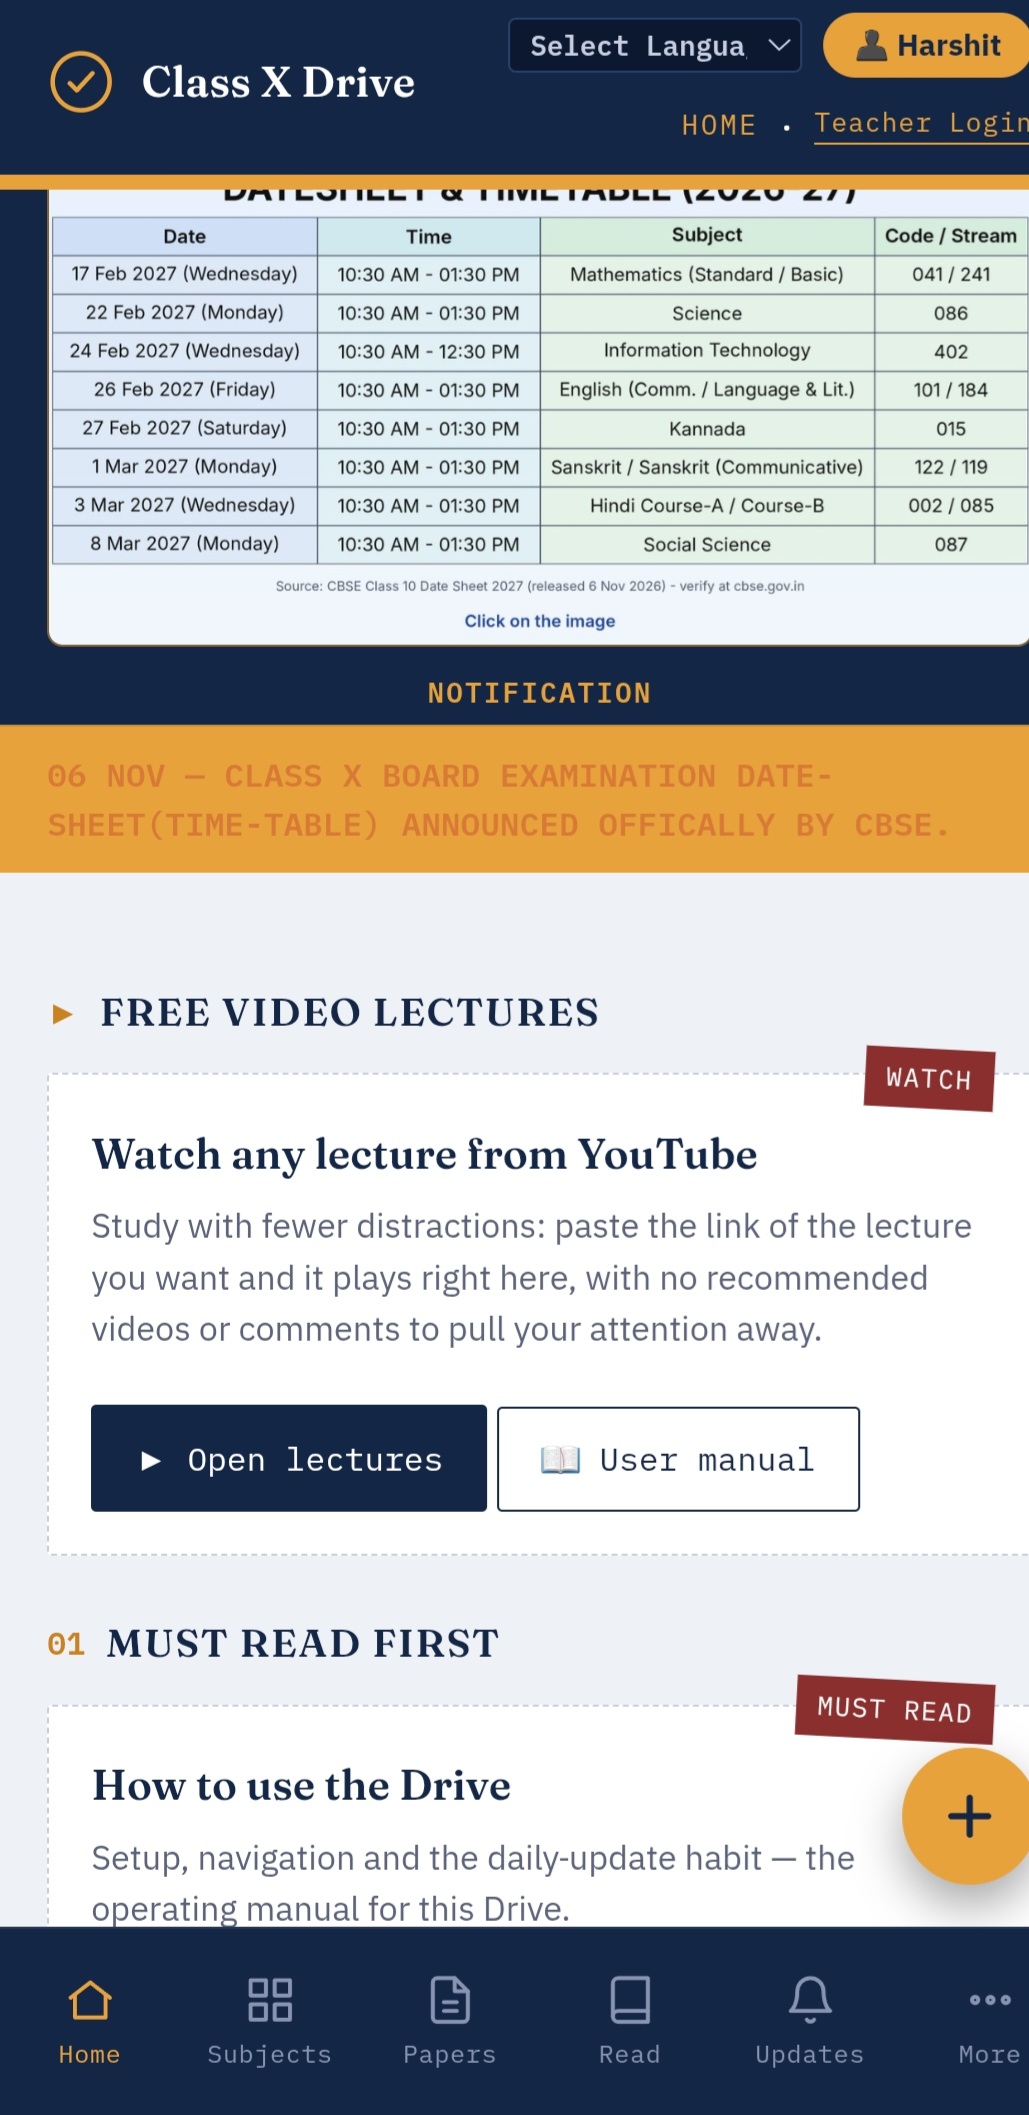 Select Langua
Harshit
Class X Drive
HOME • Teacher Login
DATESHEET & TIMETABLE (2026-27)
Date Time Subject Code / Stream
17 Feb 2027 (Wednesday) 10:30 AM - 01:30 PM Mathematics (Standard / Basic) 041 / 241
22 Feb 2027 (Monday) 10:30 AM - 01:30 PM Science 086
24 Feb 2027 (Wednesday) 10:30 AM - 12:30 PM Information Technology 402
26 Feb 2027 (Friday) 10:30 AM - 01:30 PM English (Comm. / Language & Lit.) 101 / 184
27 Feb 2027 (Saturday) 10:30 AM - 01:30 PM Kannada 015
1 Mar 2027 (Monday) 10:30 AM - 01:30 PM Sanskrit / Sanskrit (Communicative) 122 / 119
3 Mar 2027 (Wednesday) 10:30 AM - 01:30 PM Hindi Course-A / Course-B 002 / 085
8 Mar 2027 (Monday) 10:30 AM - 01:30 PM Social Science 087
Source: CBSE Class 10 Date Sheet 2027 (released 6 Nov 2026) - verify at cbse.gov.in
Click on the image
NOTIFICATION
06 NOV — CLASS X BOARD EXAMINATION DATE-
SHEET(TIME-TABLE) ANNOUNCED OFFICALLY BY CBSE.
FREE VIDEO LECTURES
WATCH
Watch any lecture from YouTube
Study with fewer distractions: paste the link of the lecture
you want and it plays right here, with no recommended
videos or comments to pull your attention away.
Open lectures
User manual
01 MUST READ FIRST
MUST READ
How to use the Drive
Setup, navigation and the daily-update habit — the
operating manual for this Drive.
Home Subjects Papers Read Updates More